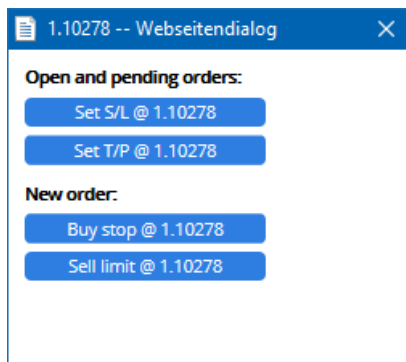 1.10278 -- Webseitendialog
Open and pending orders:
Set S/L @ 1.10278
Set T/P @ 1.10278
New order:
Buy stop @ 1.10278
Sell limit @ 1.10278